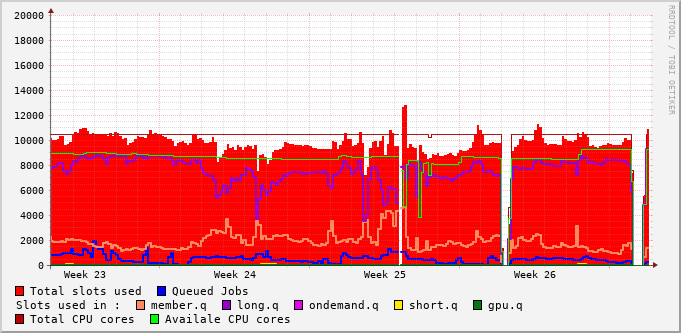 RRDTOOL / TOBI OETIKER
20000
18000
16000
14000
12000
10000
8000
6000
4000
2000
0
Week 23 Week 24 Week 25 Week 26
Total slots used Queued Jobs
Slots used in : member.q long.q ondemand.q short.q gpu.q
Total CPU cores Availale CPU cores